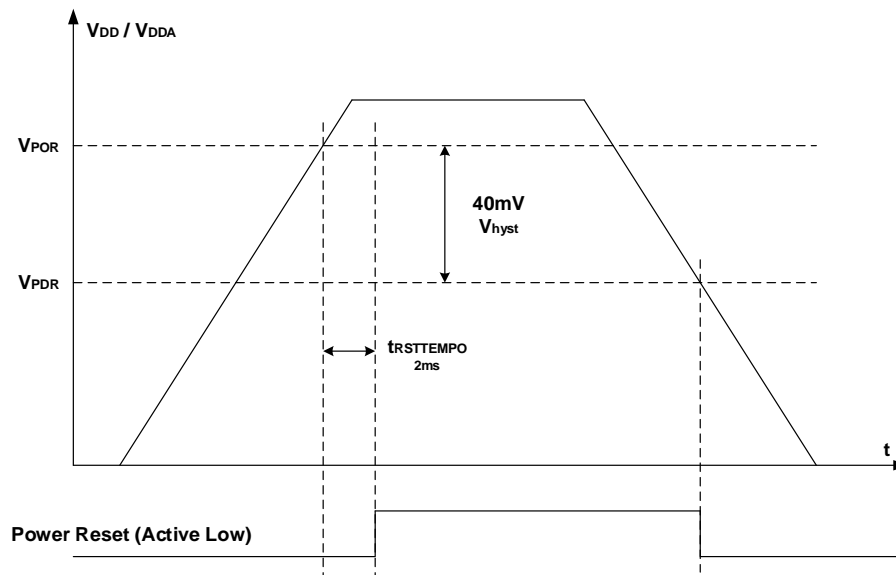 VDD / VDDA
VPOR
40mV
Vhyst
VPDR
tRSTTEMPO
2ms
t
Power Reset (Active Low)